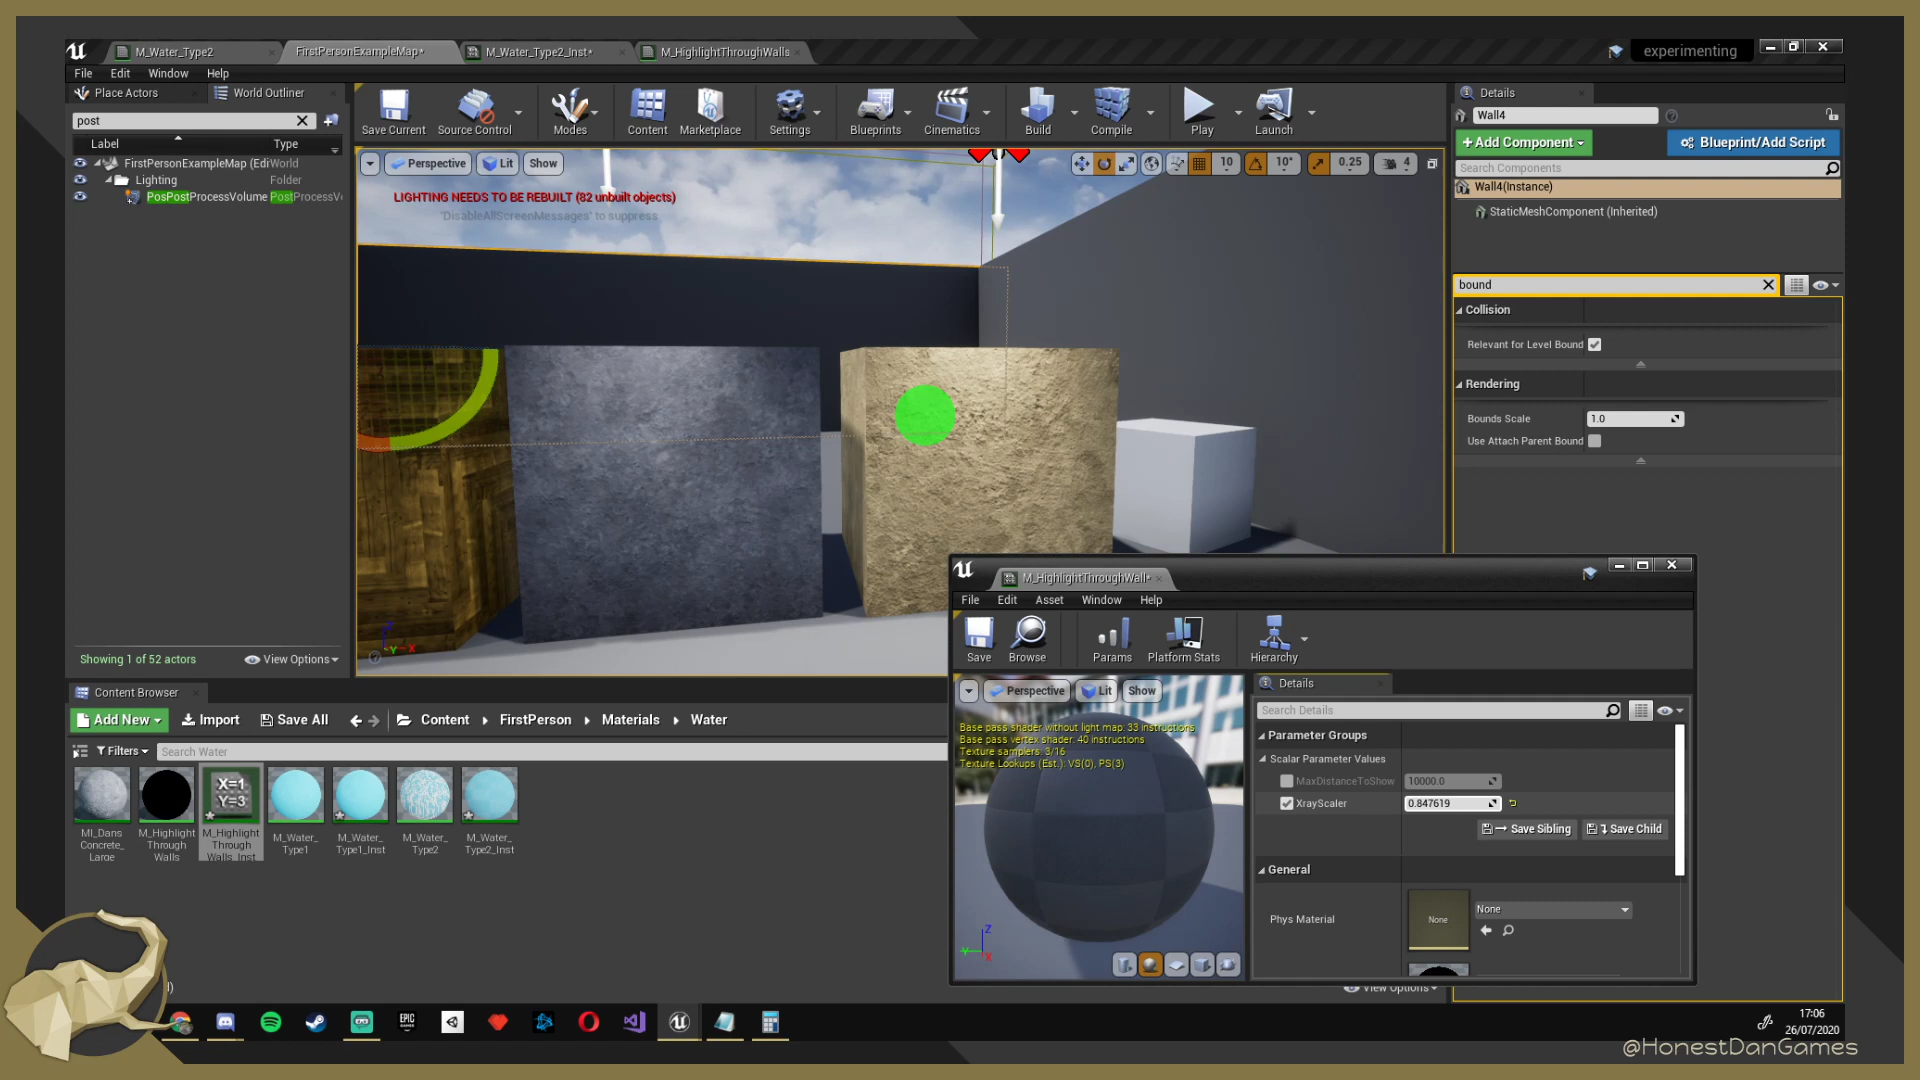 M_Water_Type2
FirstPersonExampleMap*
M_Water_Type2_Inst*
M_HighlightThroughWalls
experimenting
File Edit Window Help
Place Actors
World Outliner
post
Label
Type
FirstPersonExampleMap (Edi World
Lighting Folder
PosPostProcessVolume PostProcessV
Showing 1 of 52 actors
View Options
Save Current
Source Control
Modes
Content
Marketplace
Settings
Blueprints
Cinematics
Build
Compile
Play
Launch
Perspective
Lit
Show
10
10°
0.25
4
LIGHTING NEEDS TO BE REBUILT (82 unbuilt objects)
'DisableAllScreenMessages' to suppress
Details
Wall4
+Add Component
Blueprint/Add Script
Search Components
Wall4(Instance)
StaticMeshComponent (Inherited)
bound
Collision
Relevant for Level Bound
Rendering
Bounds Scale 1.0
Use Attach Parent Bound
M_HighlightThroughWall*
File Edit Asset Window Help
Save
Browse
Params
Platform Stats
Hierarchy
Perspective
Lit
Show
Base pass shader without light map: 33 instructions
Base pass vertex shader: 40 instructions
Texture samplers: 3/16
Texture Lookups (Est.): VS(0), PS(3)
Z
Y
X
Details
Search Details
Parameter Groups
Scalar Parameter Values
MaxDistanceToShow 10000.0
XrayScaler 0.847619
Save Sibling
Save Child
General
Phys Material
None
None
View Options
Content Browser
Add New
Import
Save All
Content
FirstPerson
Materials
Water
Filters
Search Water
MI_Dans
Concrete_
Large
M_Highlight
Through
Walls
X=1
Y=3
M_Highlight
Through
Walls_Inst
M_Water_
Type1
M_Water_
Type1_Inst
M_Water_
Type2
M_Water_
Type2_Inst
EPIC
GAMES
17:06
26/07/2020
@HonestDanGames